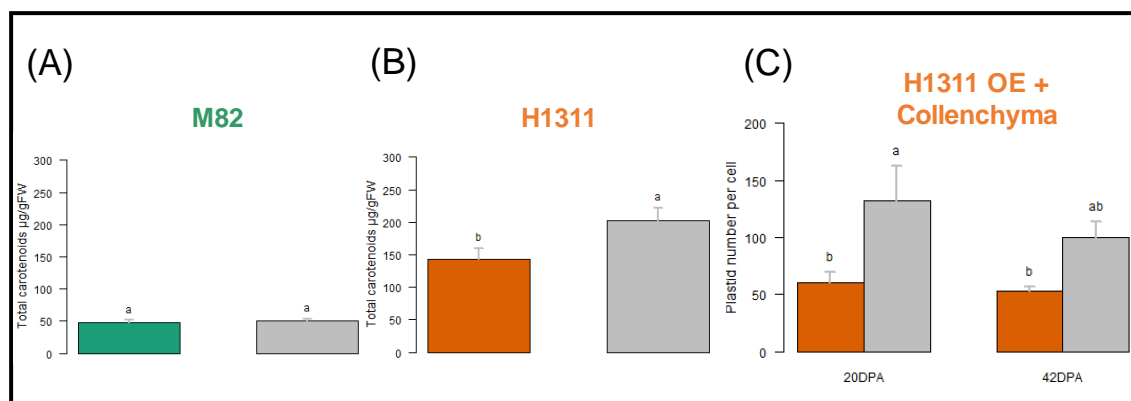 (A)
M82
Total carotenoids µg/gFW
300
250
200
150
100
50
0
a
a
(B)
H1311
Total carotenoids µg/gFW
300
250
200
150
100
50
0
b
a
(C)
H1311 OE +
Collenchyma
Plastid number per cell
200
150
100
50
0
b
a
b
ab
20DPA
42DPA